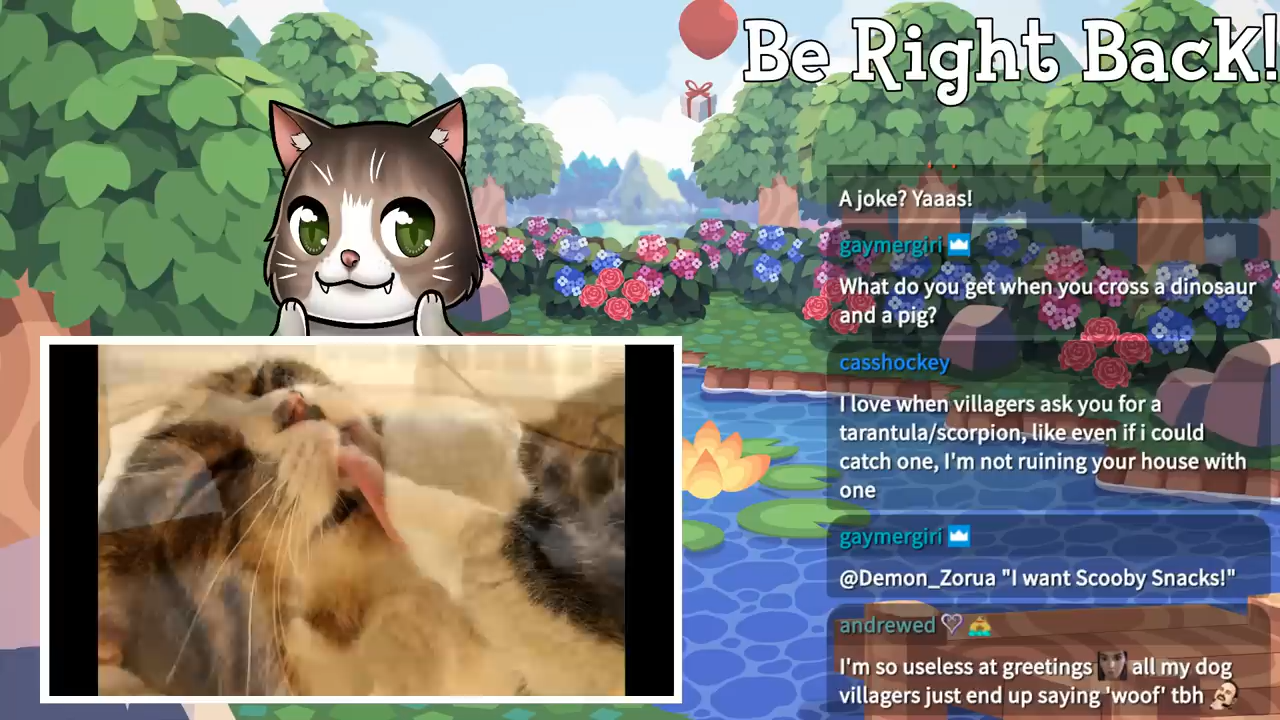 Be Right Back!
A joke? Yaaas!
gaymergiri
What do you get when you cross a dinosaur
and a pig?
casshockey
I love when villagers ask you for a
tarantula/scorpion, like even if i could
catch one, I'm not ruining your house with
one
gaymergiri
@Demon_Zorua "I want Scooby Snacks!"
andrewed
I'm so useless at greetings all my dog
villagers just end up saying 'woof' tbh